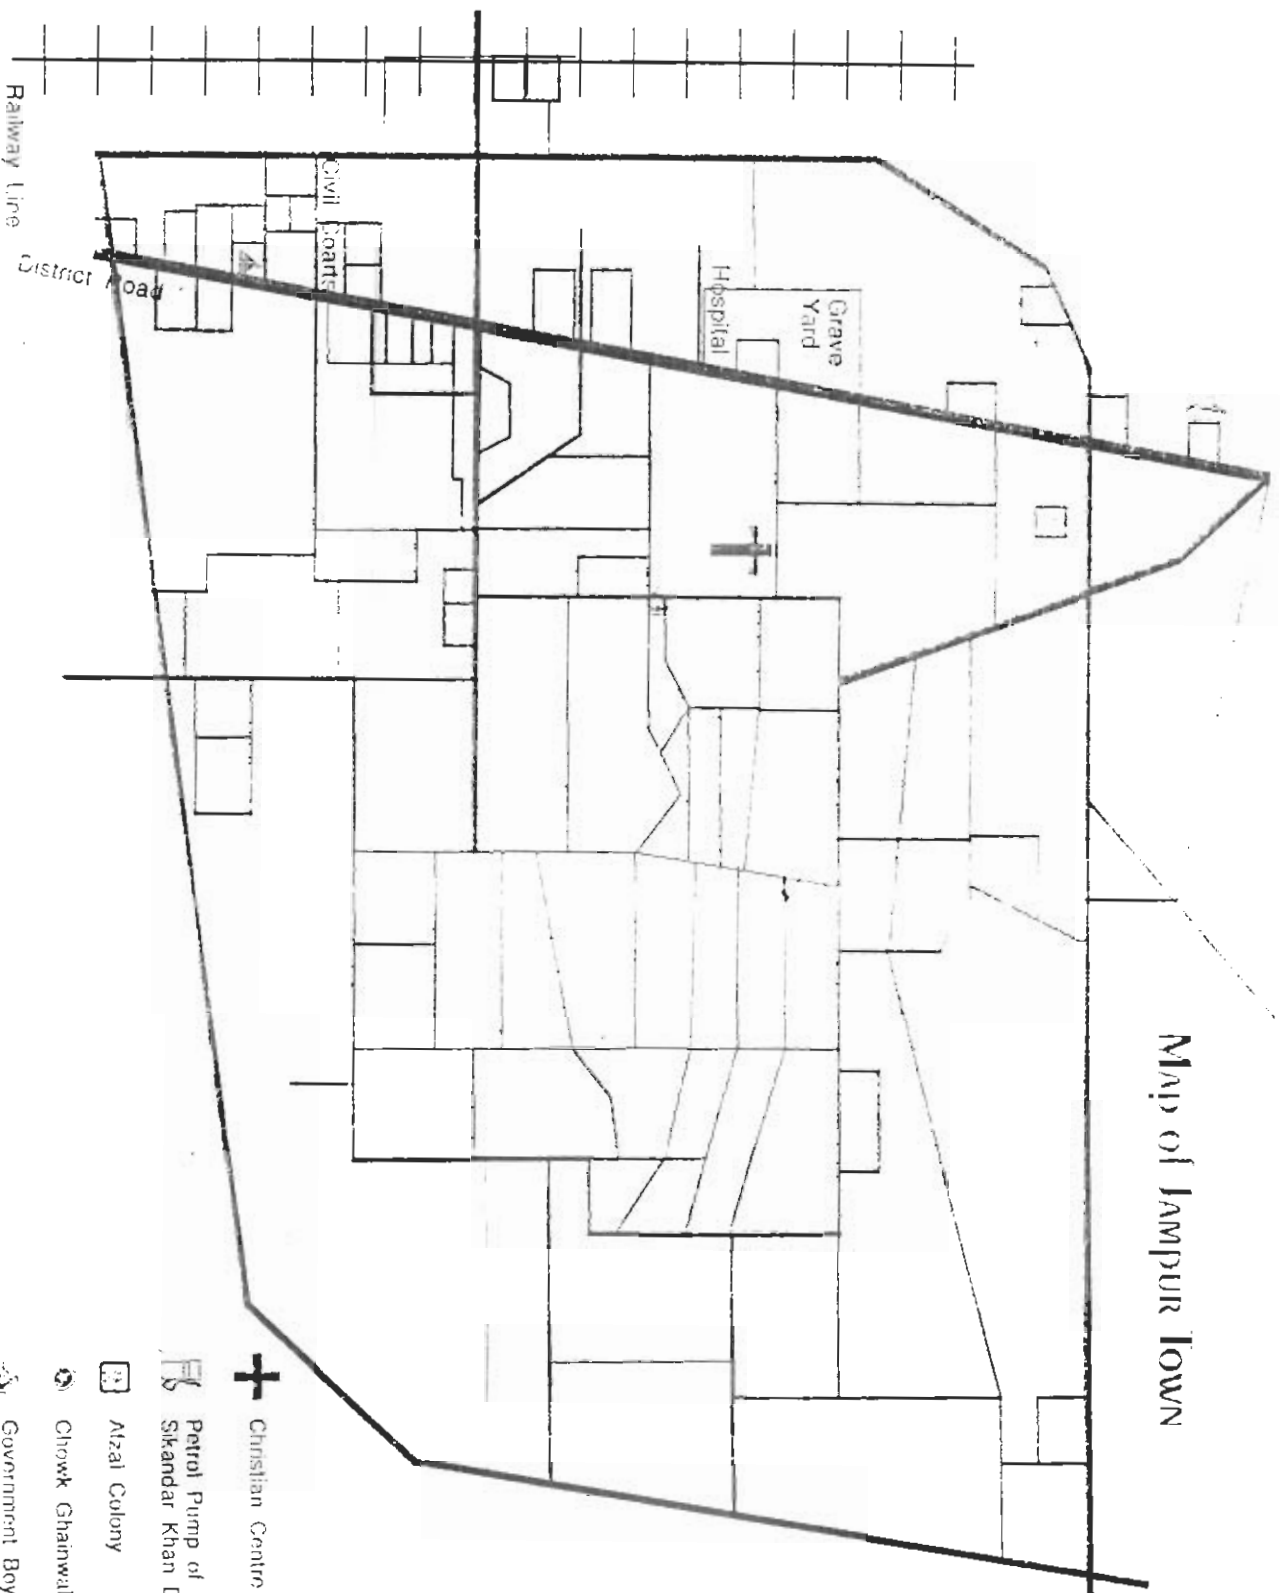 Map of Jampur Town
Railway Line
District Road
Civil Coarts
Hospital
Grave
Yard
Christian Centre
Petrol Pump of
Sikandar Khan
Afzal Colony
Chowk Ghainwal
Government Boy